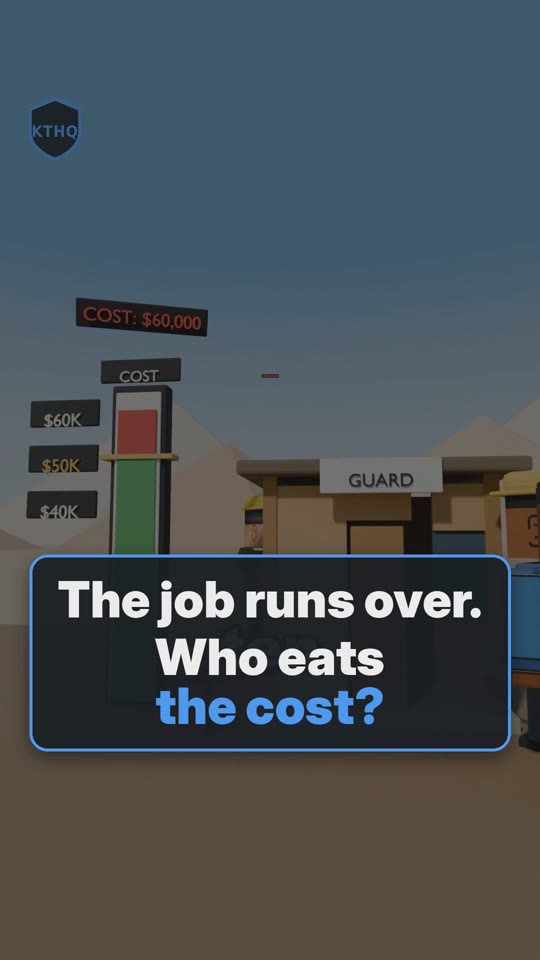 KTHQ
COST: $60,000
COST
$60K
$50K
$40K
GUARD
The job runs over.
Who eats
the cost?